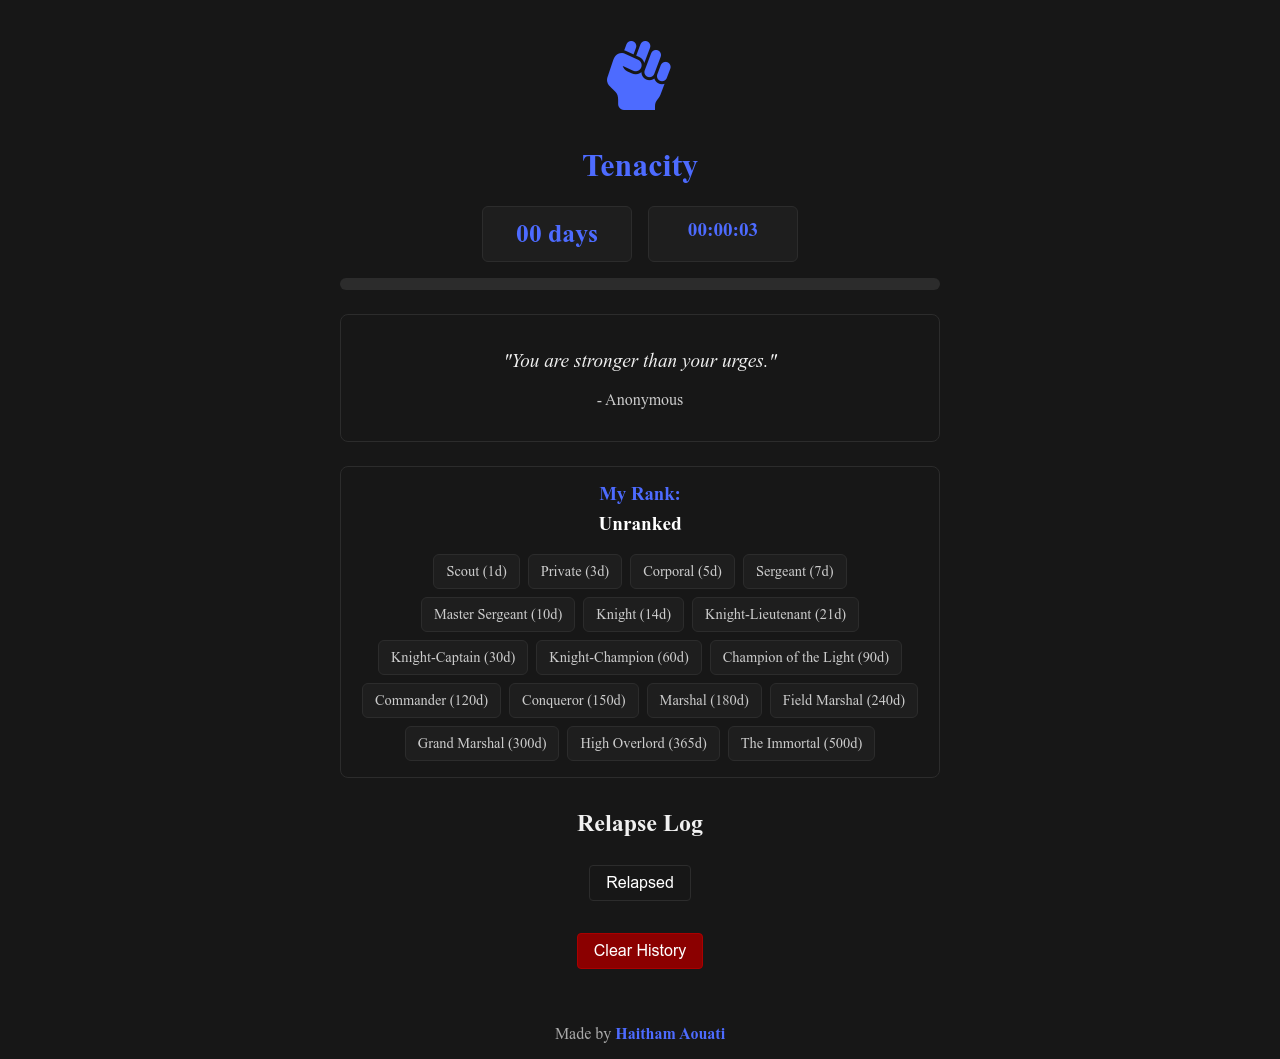 Tenacity
00 days
00:00:03
"You are stronger than your urges."
- Anonymous
My Rank:
Unranked
Scout (1d) Private (3d) Corporal (5d) Sergeant (7d)
Master Sergeant (10d) Knight (14d) Knight-Lieutenant (21d)
Knight-Captain (30d) Knight-Champion (60d) Champion of the Light (90d)
Commander (120d) Conqueror (150d) Marshal (180d) Field Marshal (240d)
Grand Marshal (300d) High Overlord (365d) The Immortal (500d)
Relapse Log
Relapsed
Clear History
Made by Haitham Aouati